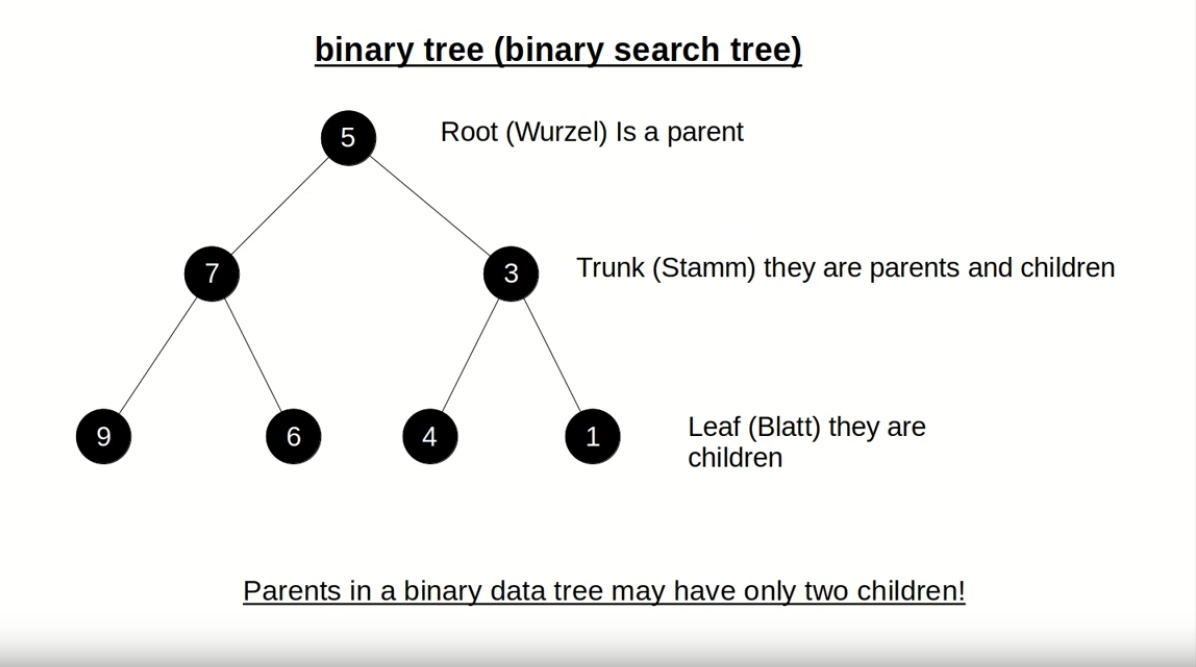 binary tree (binary search tree)
5
Root (Wurzel) Is a parent
7
3
Trunk (Stamm) they are parents and children
9
6
4
1
Leaf (Blatt) they are
children
Parents in a binary data tree may have only two children!